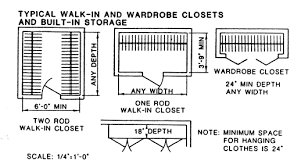 TYPICAL WALK-IN AND WARDROBE CLOSETS
AND BUILT-IN STORAGE
ANY DEPTH
3'-9" MIN
ANY WIDTH
6'-0" MIN
ONE ROD
WALK-IN CLOSET
WARDROBE CLOSET
24" MIN DEPTH
ANY WIDTH
TWO ROD
WALK-IN CLOSET
18" DEPTH
NOTE: MINIMUM SPACE
FOR HANGING
CLOTHES IS 24"
SCALE: 1/4"=1'-0"